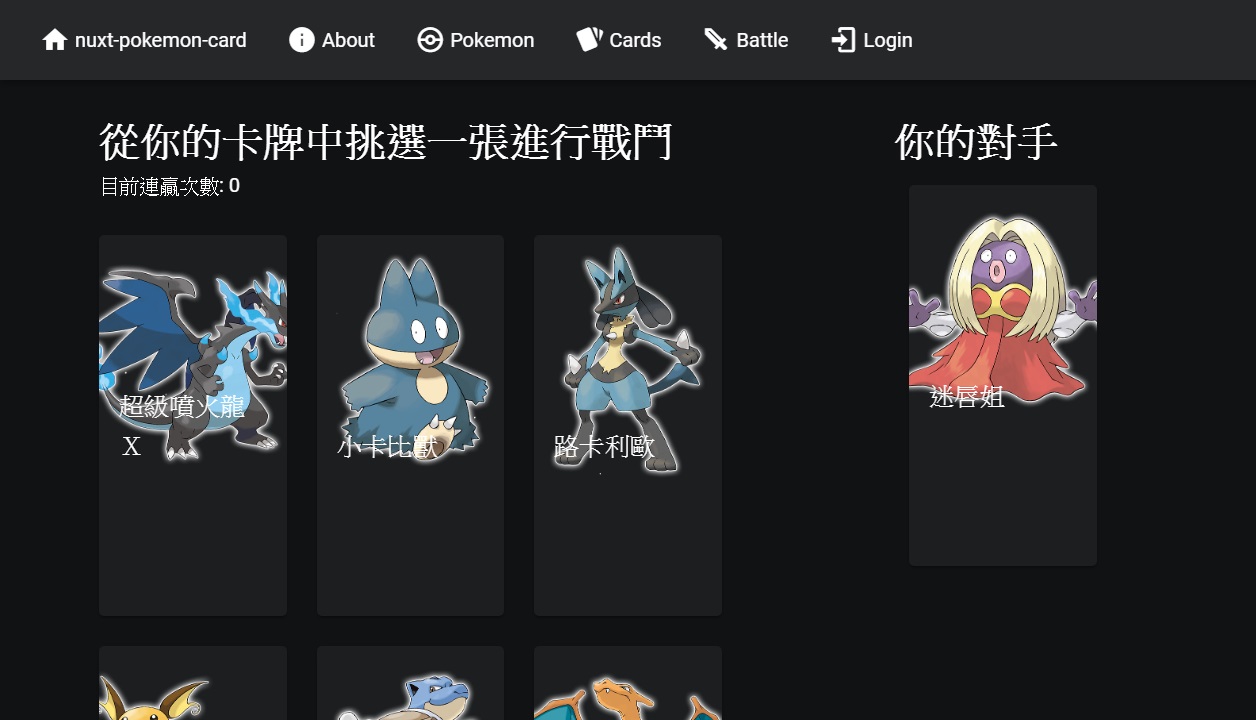 nuxt-pokemon-card About Pokemon Cards Battle Login
從你的卡牌中挑選一張進行戰鬥
目前連贏次數: 0
你的對手
超級噴火龍
X
小卡比獸
路卡利歐
迷唇姐